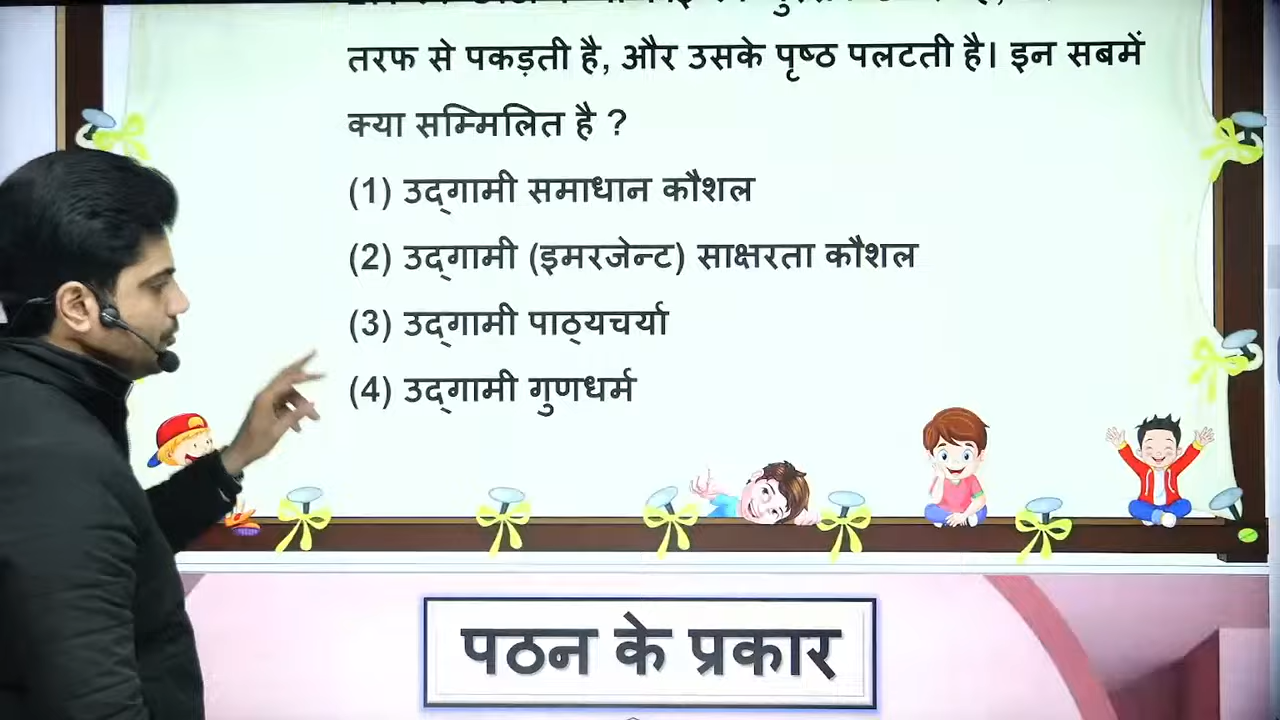 तरफ से पकड़ती है, और उसके पृष्ठ पलटती है। इन सबमें
क्या सम्मिलित है ?
(1) उद्‌गामी समाधान कौशल
(2) उद्‌गामी (इमरजेन्ट) साक्षरता कौशल
(3) उद्‌गामी पाठ्यचर्या
(4) उद्‌गामी गुणधर्म
पठन के प्रकार